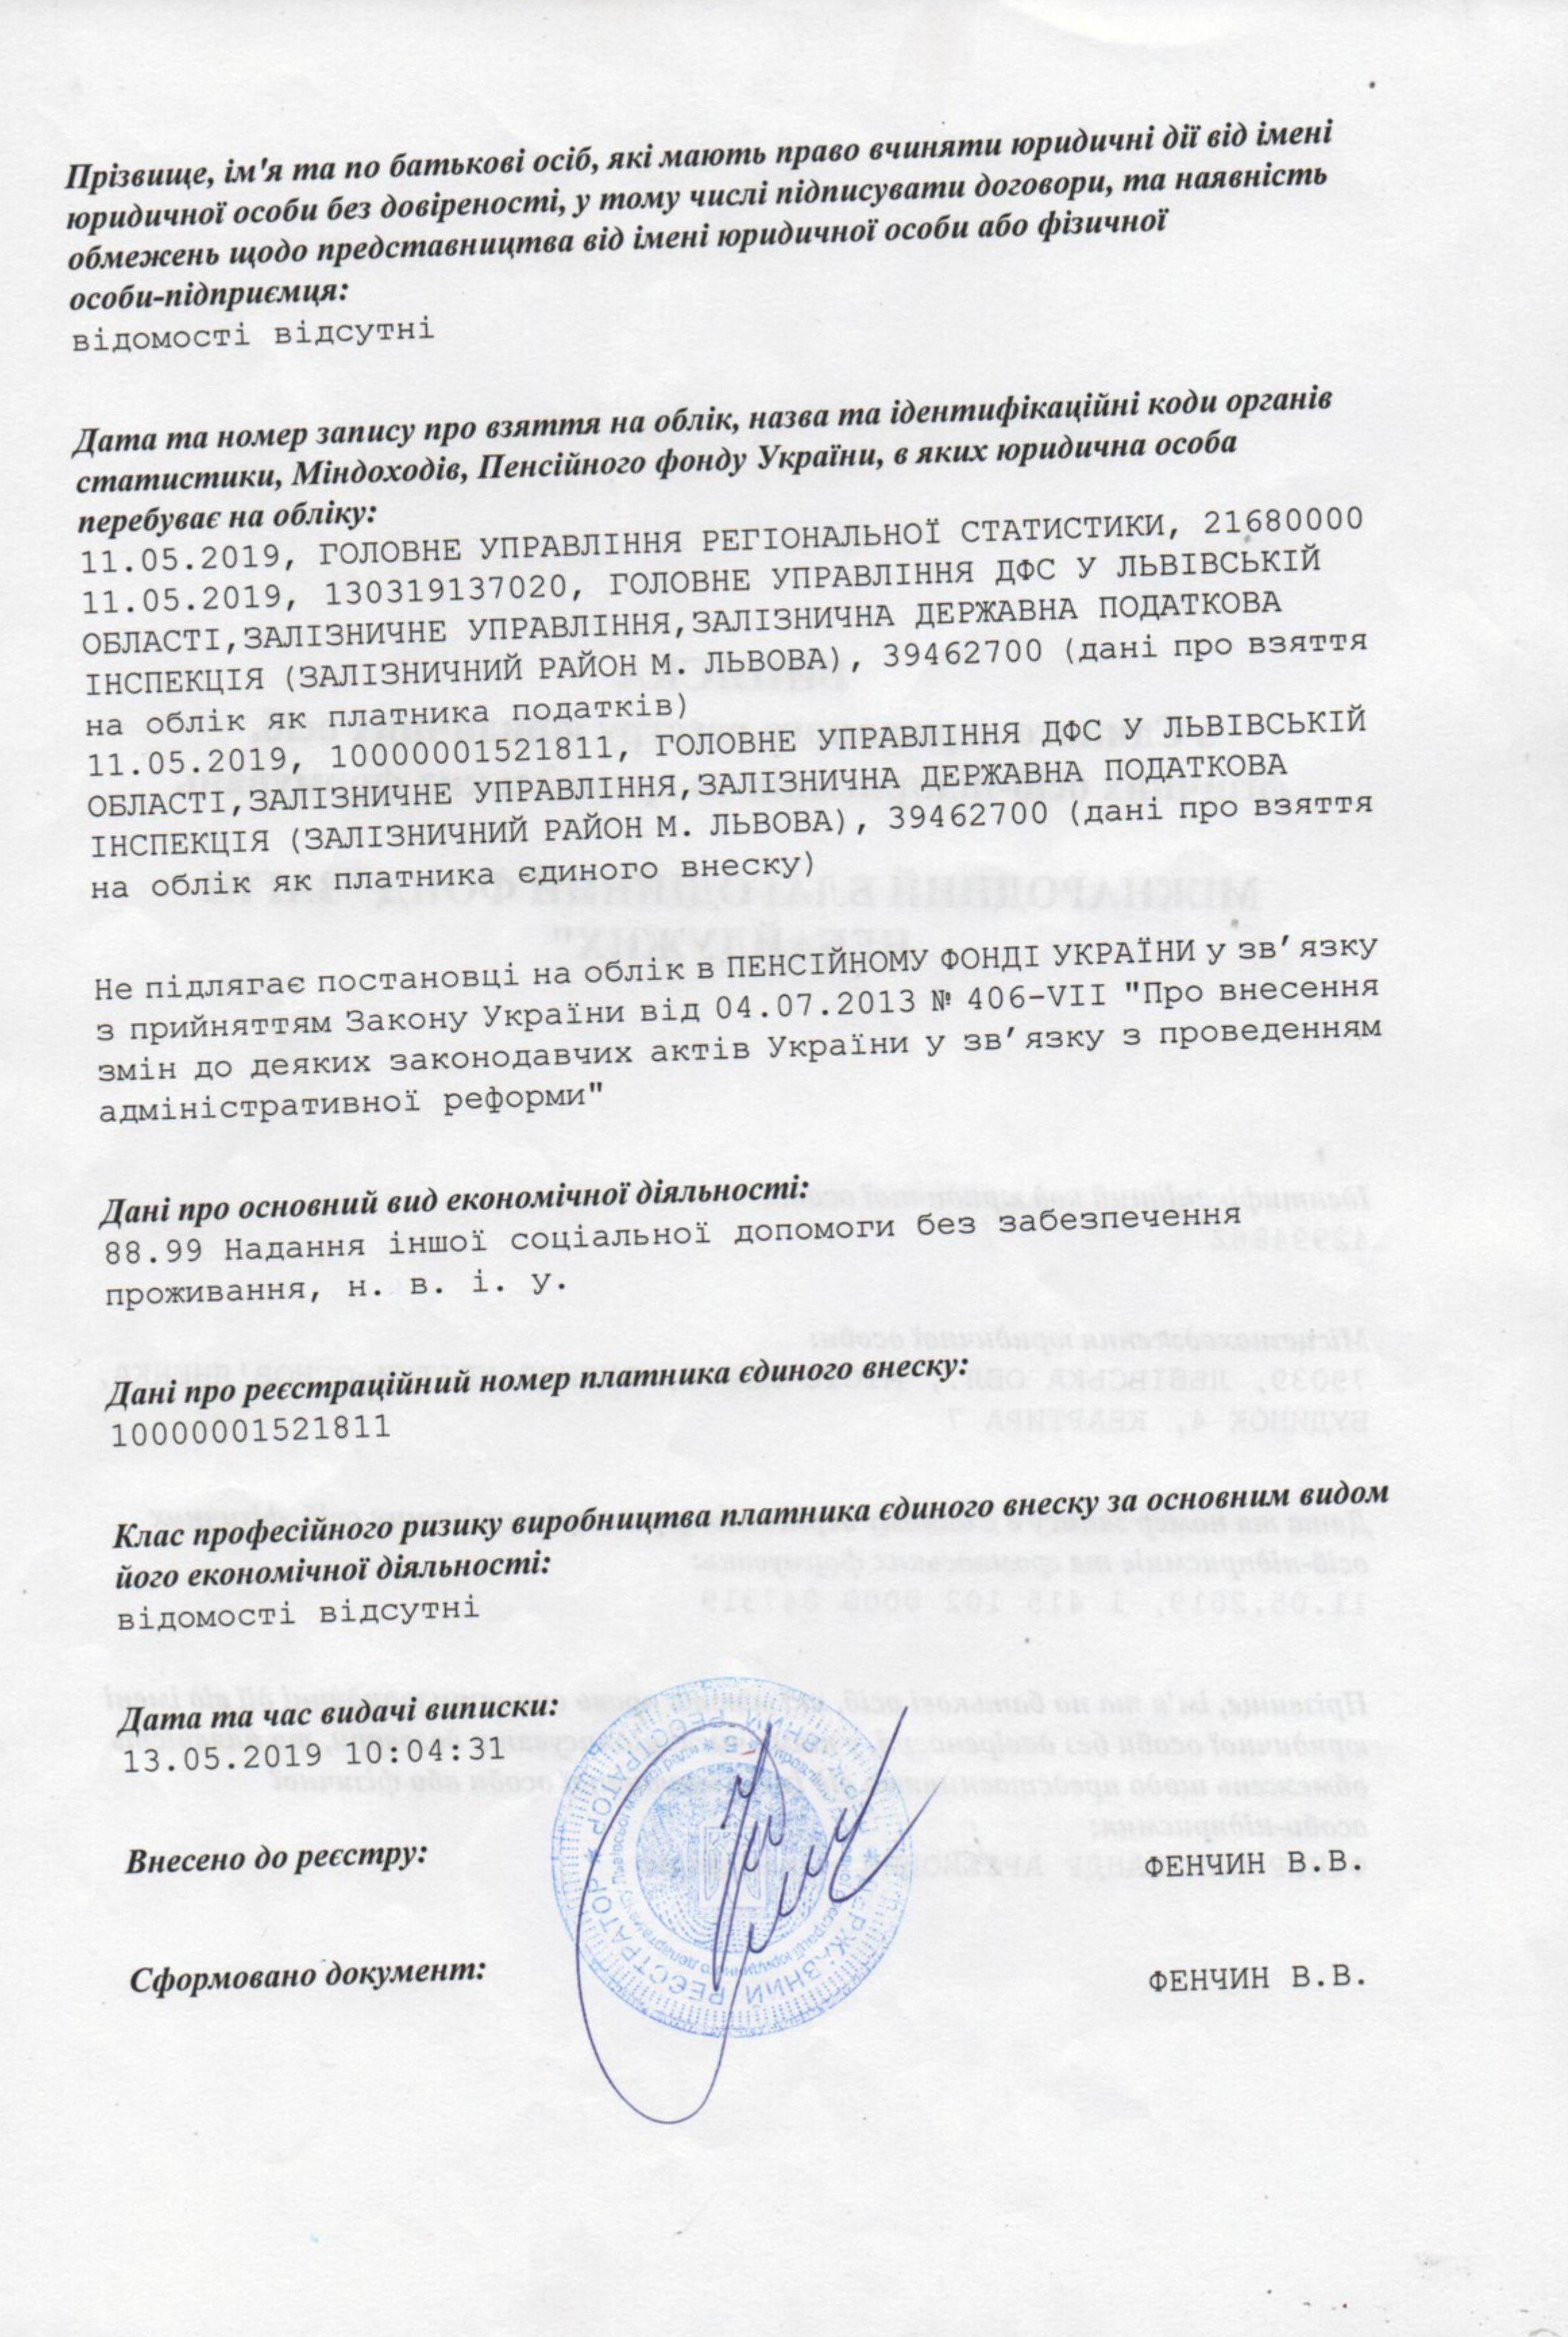 Прізвище, ім'я та по батькові осіб, які мають право вчиняти юридичні дії від імені
юридичної особи без довіреності, у тому числі підписувати договори, та наявність
обмежень щодо представництва від імені юридичної особи або фізичної
особи-підприємця:
відомості відсутні
Дата та номер запису про взяття на облік, назва та ідентифікаційні коди органів
статистики, Міндоходів, Пенсійного фонду України, в яких юридична особа
перебуває на обліку:
11.05.2019, ГОЛОВНЕ УПРАВЛІННЯ РЕГІОНАЛЬНОЇ СТАТИСТИКИ, 21680000
11.05.2019, 130319137020, ГОЛОВНЕ УПРАВЛІННЯ ДФС У ЛЬВІВСЬКІЙ
ОБЛАСТІ,ЗАЛІЗНИЧНЕ УПРАВЛІННЯ,ЗАЛІЗНИЧНА ДЕРЖАВНА ПОДАТКОВА
ІНСПЕКЦІЯ (ЗАЛІЗНИЧНИЙ РАЙОН М. ЛЬВОВА), 39462700 (дані про взяття
на облік як платника податків)
11.05.2019, 10000001521811, ГОЛОВНЕ УПРАВЛІННЯ ДФС У ЛЬВІВСЬКІЙ
ОБЛАСТІ,ЗАЛІЗНИЧНЕ УПРАВЛІННЯ,ЗАЛІЗНИЧНА ДЕРЖАВНА ПОДАТКОВА
ІНСПЕКЦІЯ (ЗАЛІЗНИЧНИЙ РАЙОН М. ЛЬВОВА), 39462700 (дані про взяття
на облік як платника єдиного внеску)
Не підлягає постановці на облік в ПЕНСІЙНОМУ ФОНДІ УКРАЇНИ у зв’язку
з прийняттям Закону України від 04.07.2013 № 406-VII "Про внесення
змін до деяких законодавчих актів України у зв’язку з проведенням
адміністративної реформи"
Дані про основний вид економічної діяльності:
88.99 Надання іншої соціальної допомоги без забезпечення
проживання, н. в. і. у.
Дані про реєстраційний номер платника єдиного внеску:
10000001521811
Клас професійного ризику виробництва платника єдиного внеску за основним видом
його економічної діяльності:
відомості відсутні
Дата та час видачі виписки:
13.05.2019 10:04:31
Внесено до реєстру:
ФЕНЧИН В.В.
Сформовано документ:
ФЕНЧИН В.В.
ДЕРЖАВНИЙ РЕЄСТРАТОР